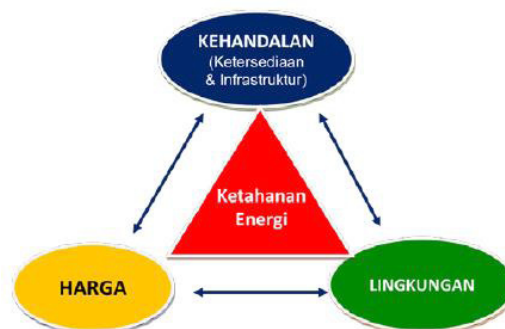 KEHANDALAN
(Ketersediaan
& Infrastruktur)
Ketahanan
Energi
HARGA
LINGKUNGAN